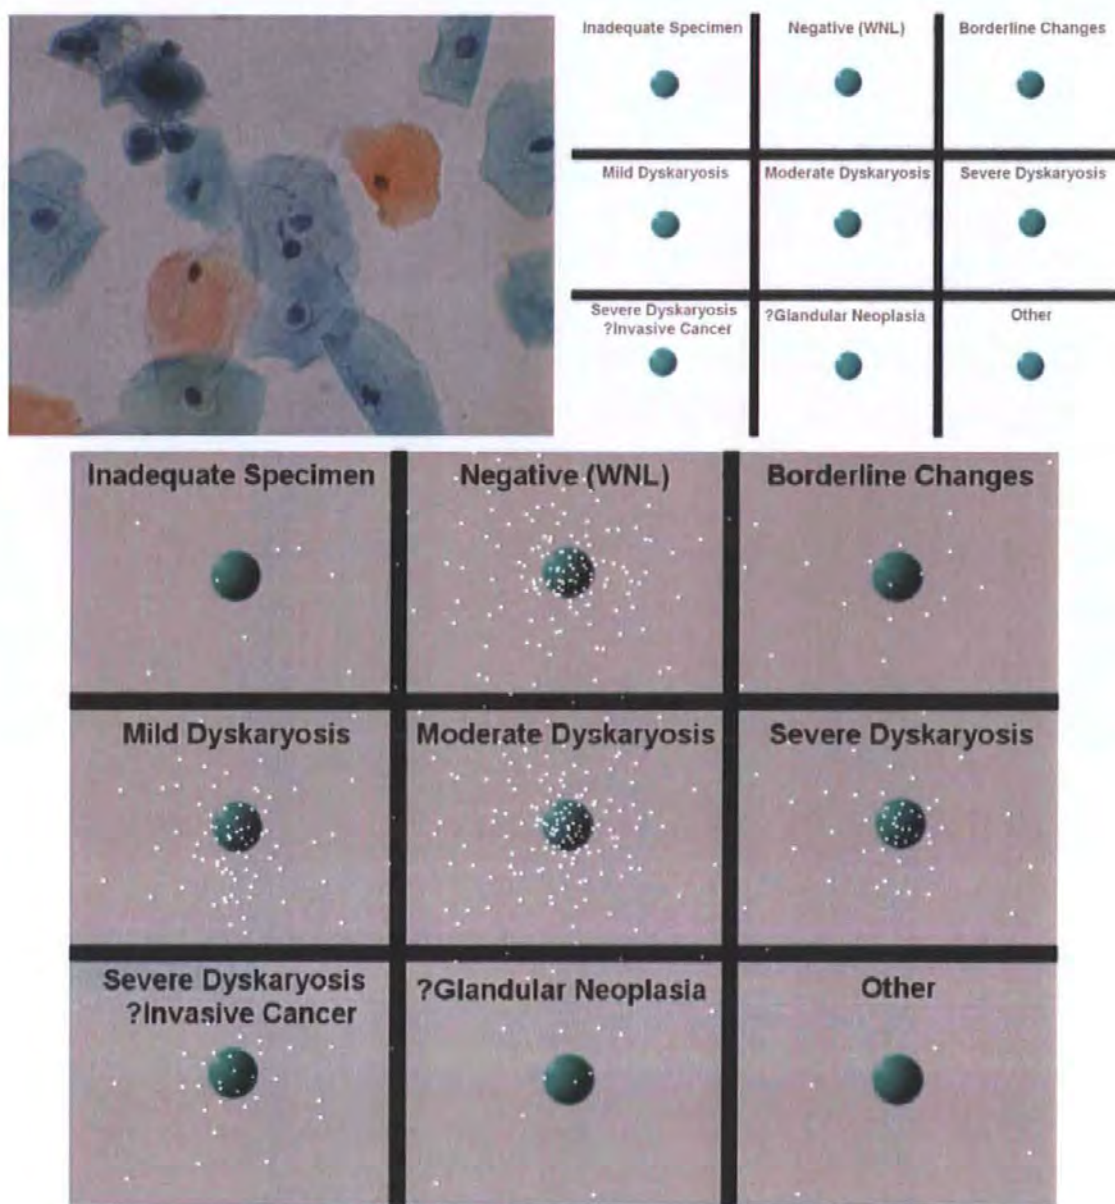 Inadequate Specimen
Negative (WNL)
Borderline Changes
Mild Dyskaryosis
Moderate Dyskaryosis
Severe Dyskaryosis
Severe Dyskaryosis
?Invasive Cancer
?Glandular Neoplasia
Other
Inadequate Specimen
Negative (WNL)
Borderline Changes
Mild Dyskaryosis
Moderate Dyskaryosis
Severe Dyskaryosis
Severe Dyskaryosis
?Invasive Cancer
?Glandular Neoplasia
Other